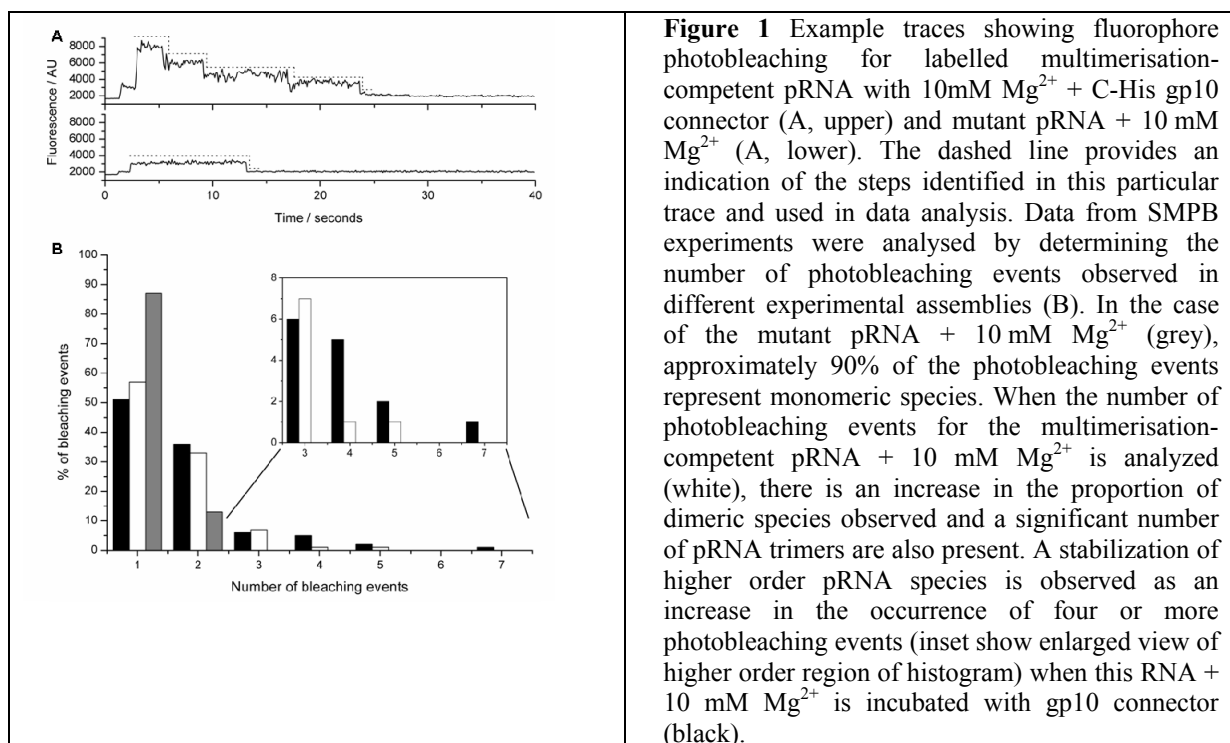 A
8000
6000
4000
2000
8000
6000
4000
2000
Fluorescence / AU
0 10 20 30 40
Time / seconds
B
100
90
80
70
60
50
40
30
20
10
0
% of bleaching events
8
6
4
2
0
3 4 5 6 7
1 2 3 4 5 6 7
Number of bleaching events
Figure 1 Example traces showing fluorophore
photobleaching for labelled multimerisation-
competent pRNA with 10mM Mg2+ + C-His gp10
connector (A, upper) and mutant pRNA + 10 mM
Mg2+ (A, lower). The dashed line provides an
indication of the steps identified in this particular
trace and used in data analysis. Data from SMPB
experiments were analysed by determining the
number of photobleaching events observed in
different experimental assemblies (B). In the case
of the mutant pRNA + 10 mM Mg2+ (grey),
approximately 90% of the photobleaching events
represent monomeric species. When the number of
photobleaching events for the multimerisation-
competent pRNA + 10 mM Mg2+ is analyzed
(white), there is an increase in the proportion of
dimeric species observed and a significant number
of pRNA trimers are also present. A stabilization of
higher order pRNA species is observed as an
increase in the occurrence of four or more
photobleaching events (inset show enlarged view of
higher order region of histogram) when this RNA +
10 mM Mg2+ is incubated with gp10 connector
(black).